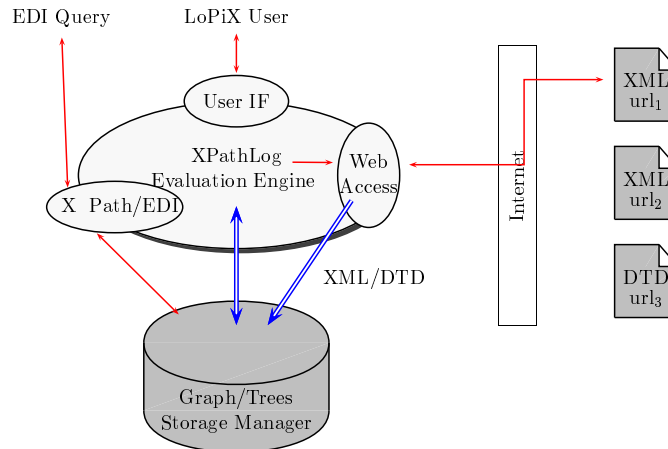 EDI Query
LoPiX User
User IF
XML
url1
XPathLog
Evaluation Engine
Web
Access
Internet
XML
url2
X Path/EDI
XML/DTD
DTD
url3
Graph/Trees
Storage Manager